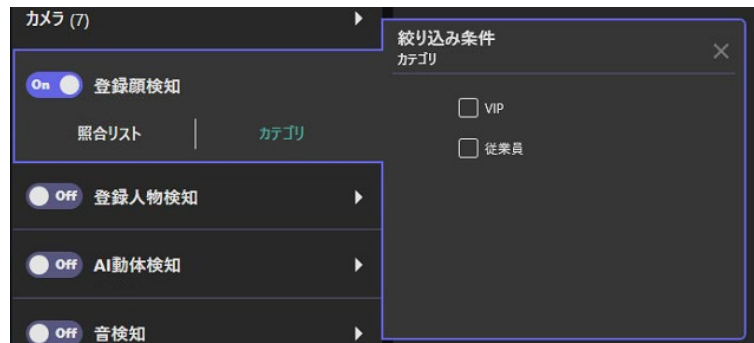 カメラ (7)
On 登録顔検知
照合リスト カテゴリ
Off 登録人物検知
Off AI動体検知
Off 音検知
絞り込み条件
カテゴリ
VIP
従業員